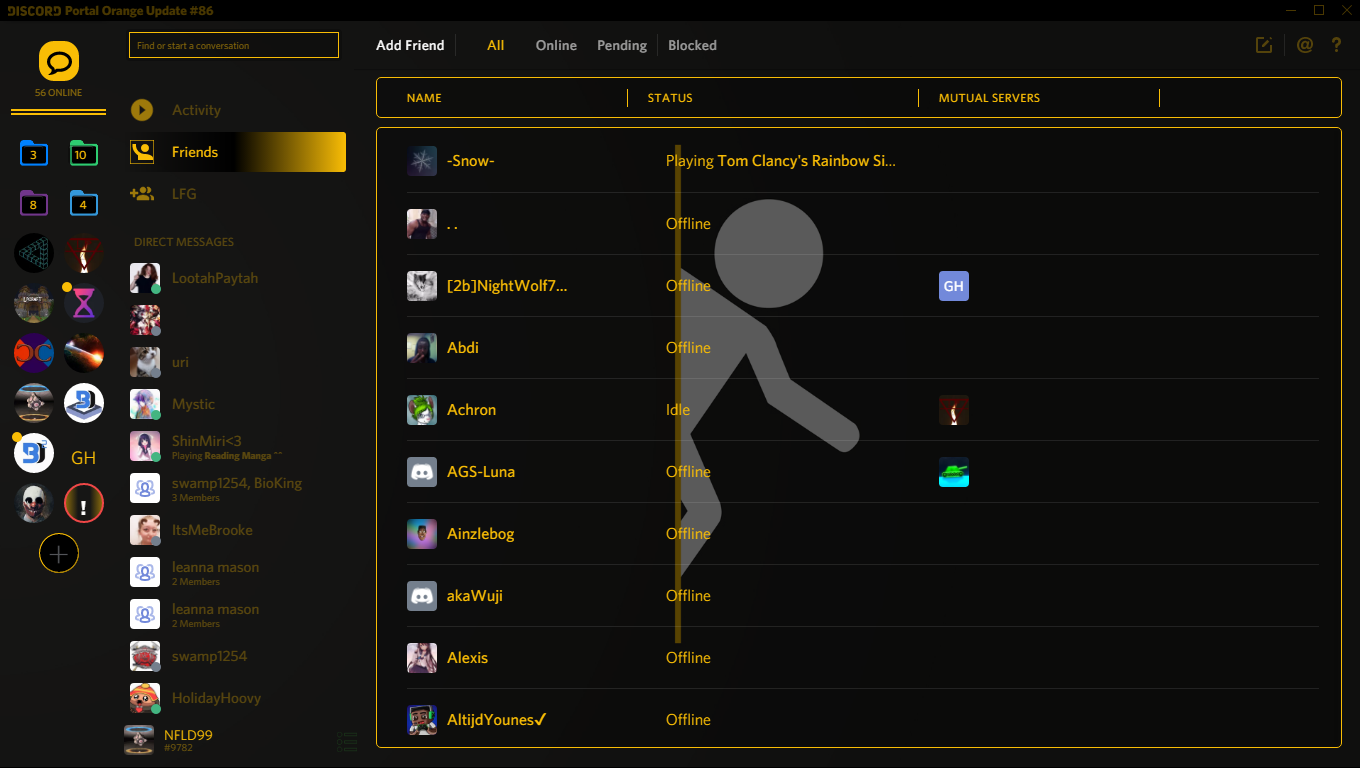 DISCORD Portal Orange Update #86
56 ONLINE
3
10
8
4
GH
!
Find or start a conversation
Activity
Friends
LFG
DIRECT MESSAGES
LootahPaytah
uri
Mystic
ShinMiri<3
Playing Reading Manga ^^
swamp1254, BioKing
3 Members
ItsMeBrooke
leanna mason
2 Members
leanna mason
2 Members
swamp1254
HolidayHoovy
NFLD99
#9782
Add Friend All Online Pending Blocked
@ ?
NAME STATUS MUTUAL SERVERS
-Snow- Playing Tom Clancy's Rainbow Si...
. . Offline
[2b]NightWolf7... Offline GH
Abdi Offline
Achron Idle
AGS-Luna Offline
Ainzlebog Offline
akaWuji Offline
Alexis Offline
AltijdYounes✓ Offline